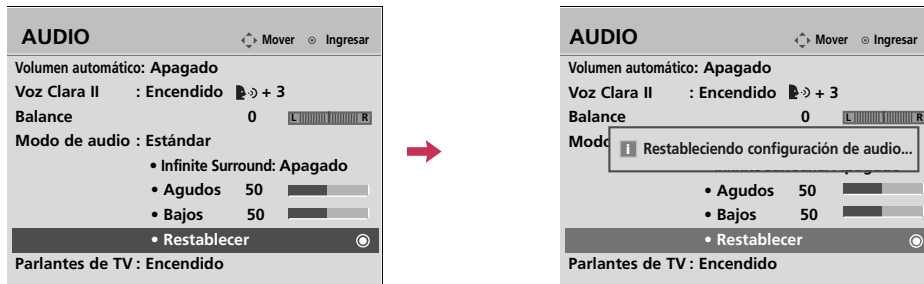 AUDIO Mover Ingresar
Volumen automático: Apagado
Voz Clara II : Encendido + 3
Balance 0 L R
Modo de audio : Estándar
• Infinite Surround: Apagado
• Agudos 50
• Bajos 50
• Restablecer
Parlantes de TV : Encendido
AUDIO Mover Ingresar
Volumen automático: Apagado
Voz Clara II : Encendido + 3
Balance 0 L R
Modo
i Restableciendo configuración de audio...
• Agudos 50
• Bajos 50
• Restablecer
Parlantes de TV : Encendido